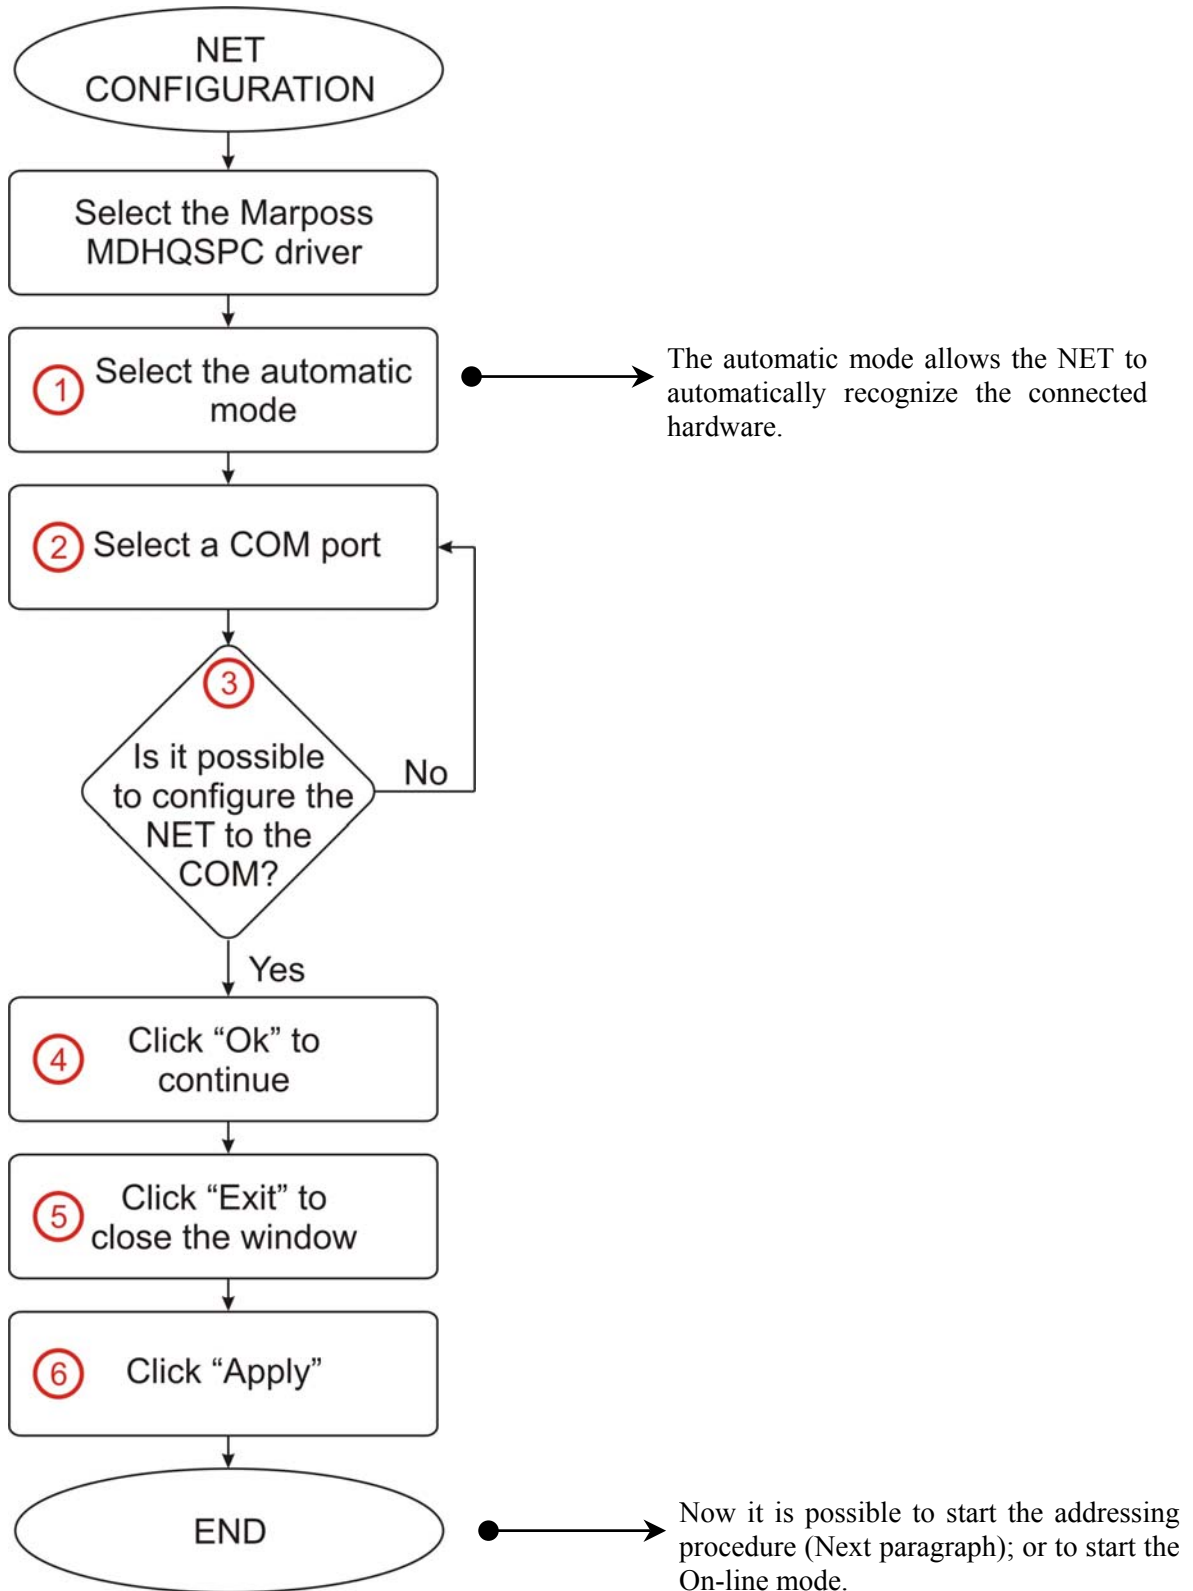 NET
CONFIGURATION
Select the Marposs
MDHQSPC driver
1
Select the automatic
mode
The automatic mode allows the NET to
automatically recognize the connected
hardware.
2
Select a COM port
3
Is it possible
to configure the
NET to the
COM?
No
Yes
4
Click “Ok” to
continue
5
Click “Exit” to
close the window
6
Click “Apply”
END
Now it is possible to start the addressing
procedure (Next paragraph); or to start the
On-line mode.